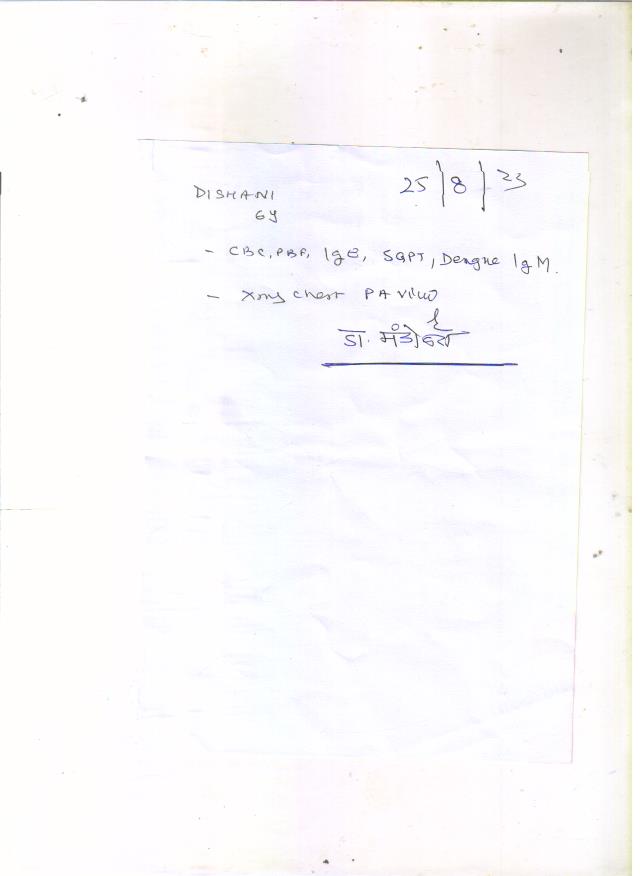 25/8/23
DISHANI
6y
- CBC, PBF, IgE, SGPT, Dengue IgM.
- Xray chest PA view
डा.